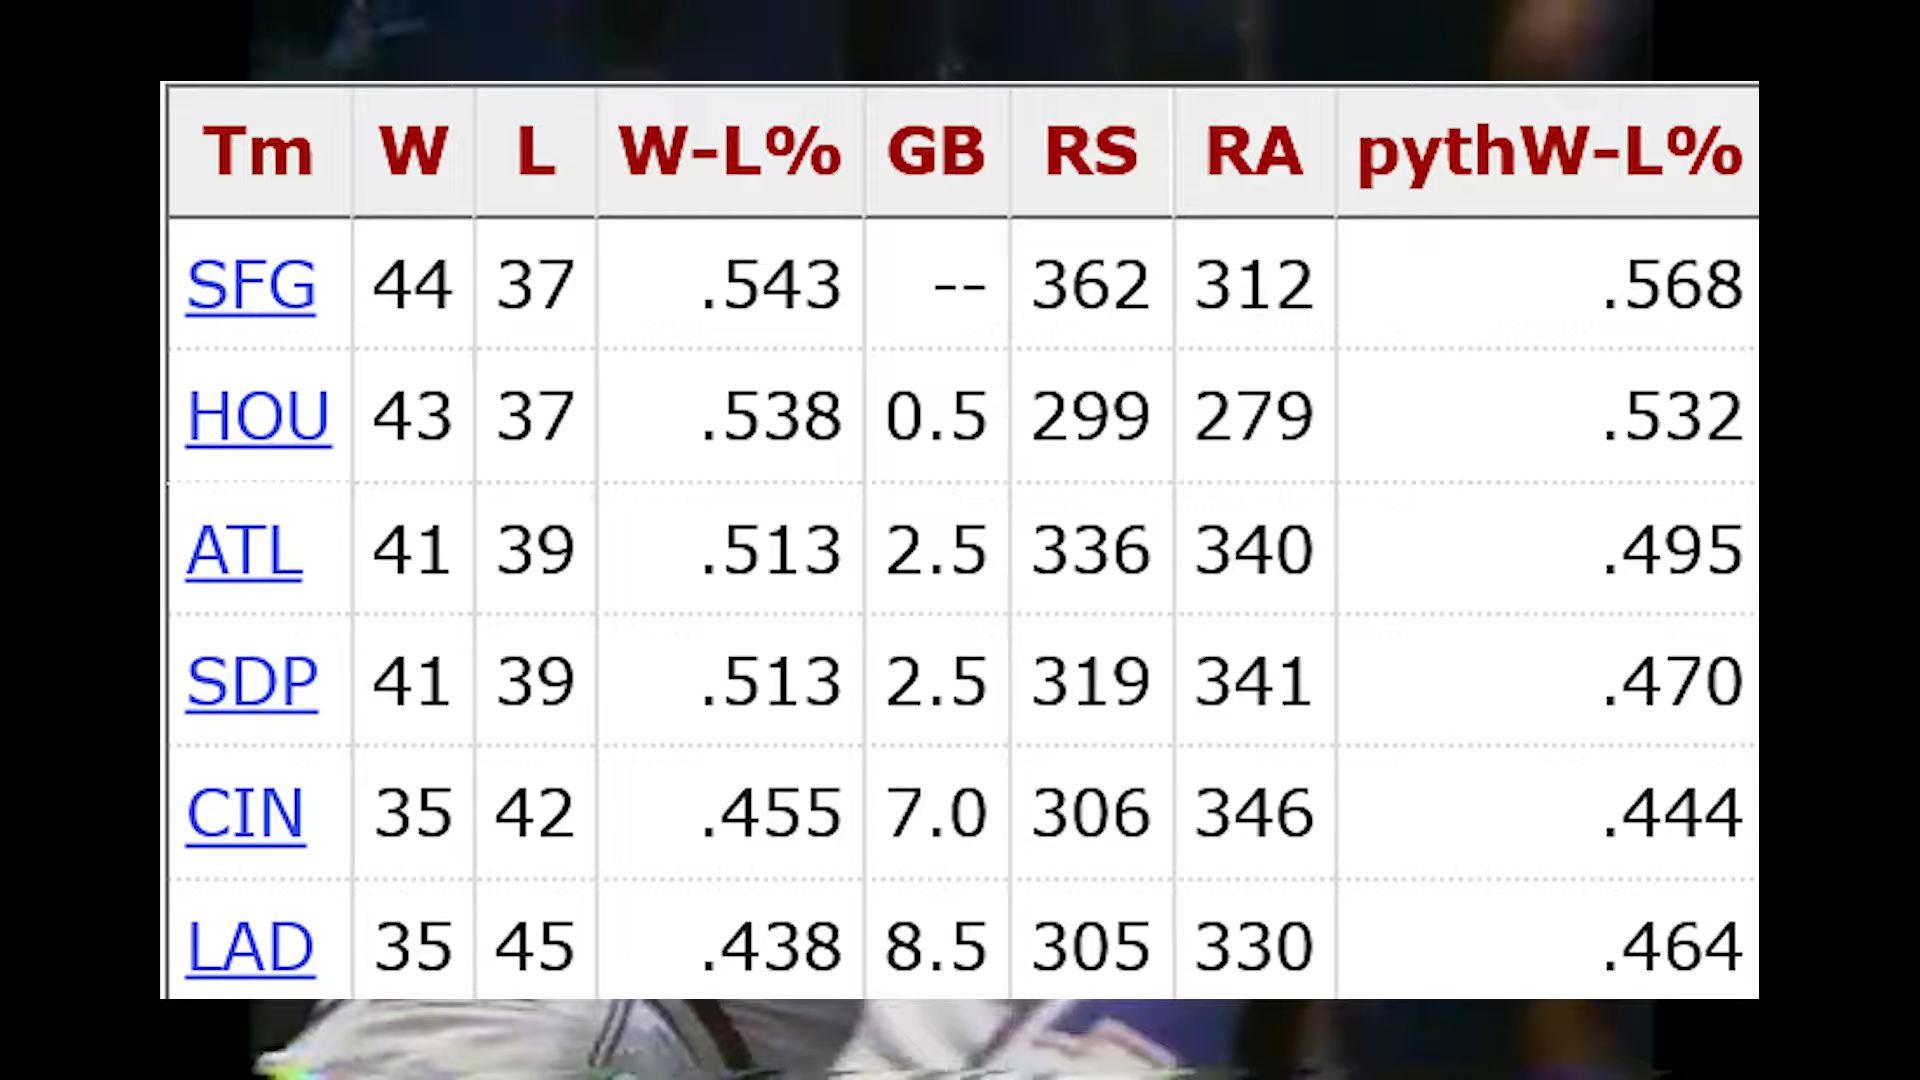 Tm W L W-L% GB RS RA pythW-L%
SFG 44 37 .543 -- 362 312 .568
HOU 43 37 .538 0.5 299 279 .532
ATL 41 39 .513 2.5 336 340 .495
SDP 41 39 .513 2.5 319 341 .470
CIN 35 42 .455 7.0 306 346 .444
LAD 35 45 .438 8.5 305 330 .464